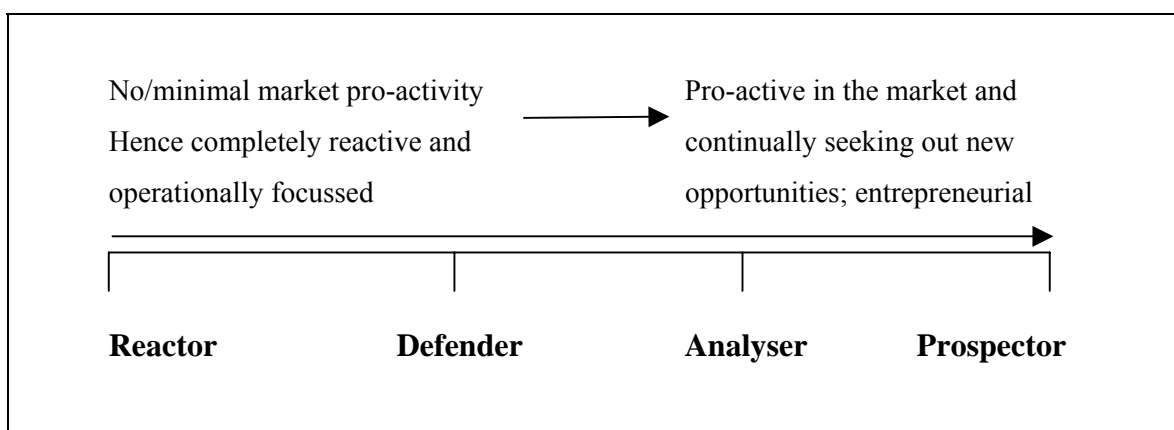 No/minimal market pro-activity
Hence completely reactive and
operationally focussed
Pro-active in the market and
continually seeking out new
opportunities; entrepreneurial
Reactor Defender Analyser Prospector